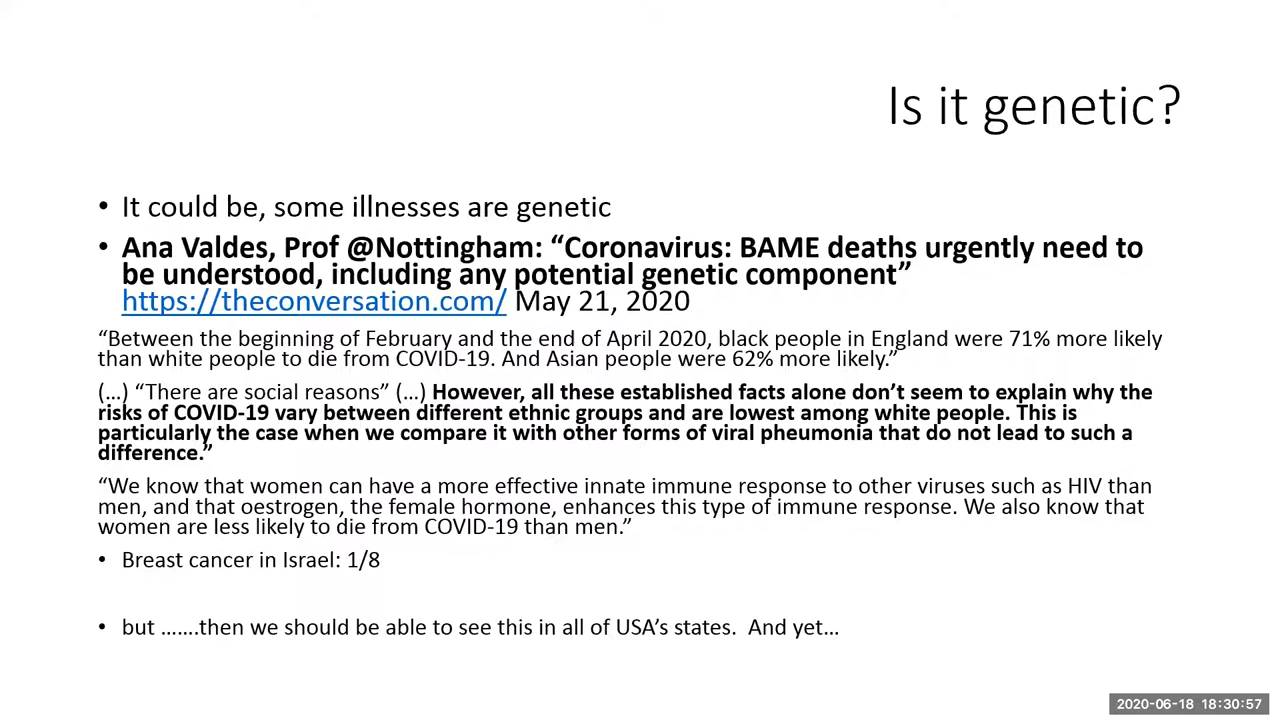 Is it genetic?
• It could be, some illnesses are genetic
• Ana Valdes, Prof @Nottingham: “Coronavirus: BAME deaths urgently need to
be understood, including any potential genetic component”
https://theconversation.com/ May 21, 2020
“Between the beginning of February and the end of April 2020, black people in England were 71% more likely
than white people to die from COVID-19. And Asian people were 62% more likely.”
(…) “There are social reasons” (…) However, all these established facts alone don’t seem to explain why the
risks of COVID-19 vary between different ethnic groups and are lowest among white people. This is
particularly the case when we compare it with other forms of viral pheumonia that do not lead to such a
difference.”
“We know that women can have a more effective innate immune response to other viruses such as HIV than
men, and that oestrogen, the female hormone, enhances this type of immune response. We also know that
women are less likely to die from COVID-19 than men.”
• Breast cancer in Israel: 1/8
• but …….then we should be able to see this in all of USA’s states.  And yet…
2020-06-18 18:30:57